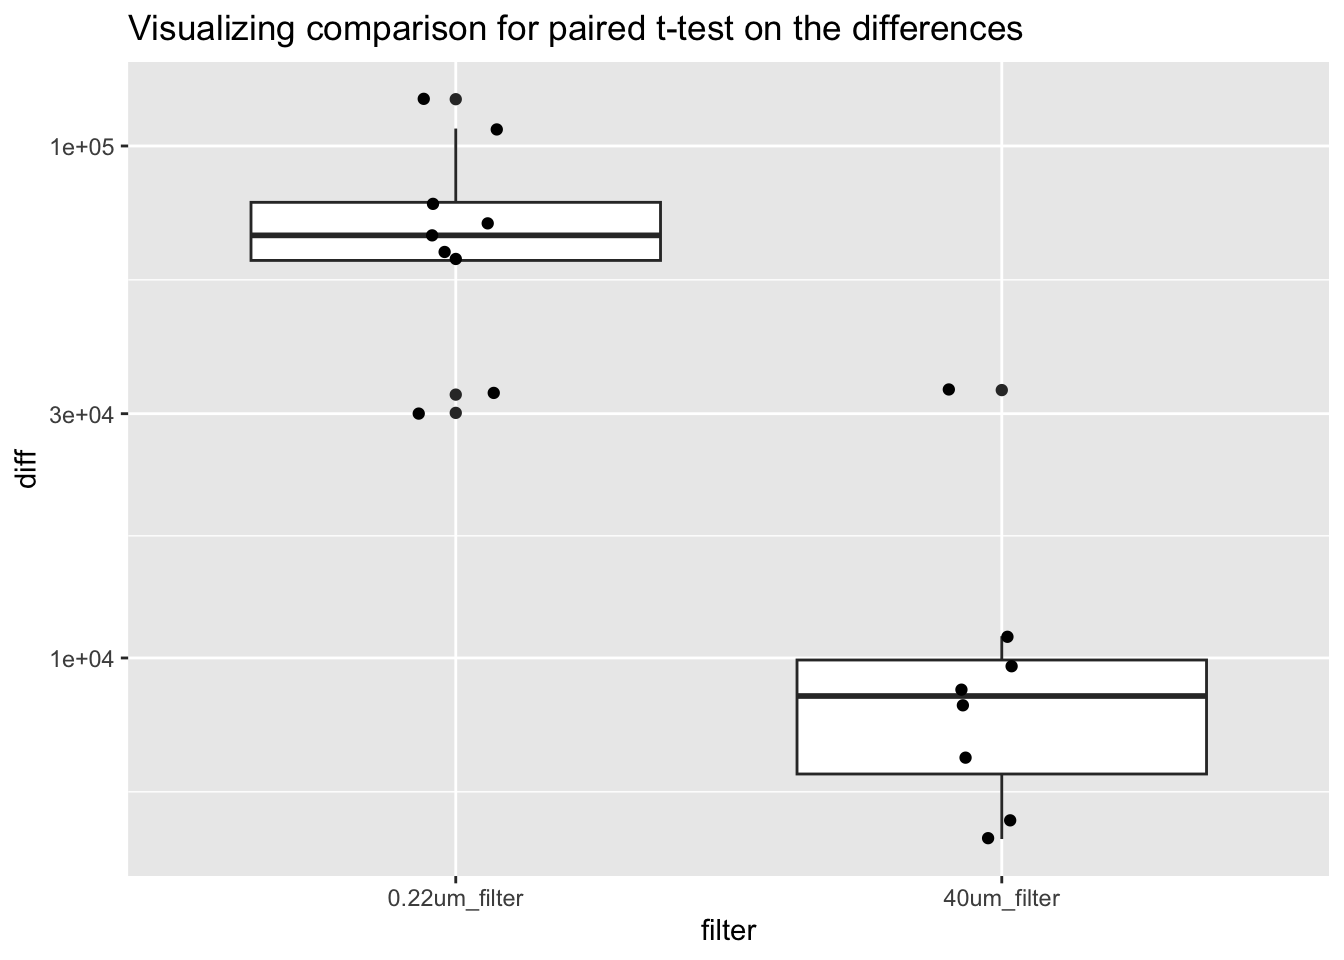 Visualizing comparison for paired t-test on the differences
1e+05
3e+04
1e+04
diff
0.22um_filter
40um_filter
filter